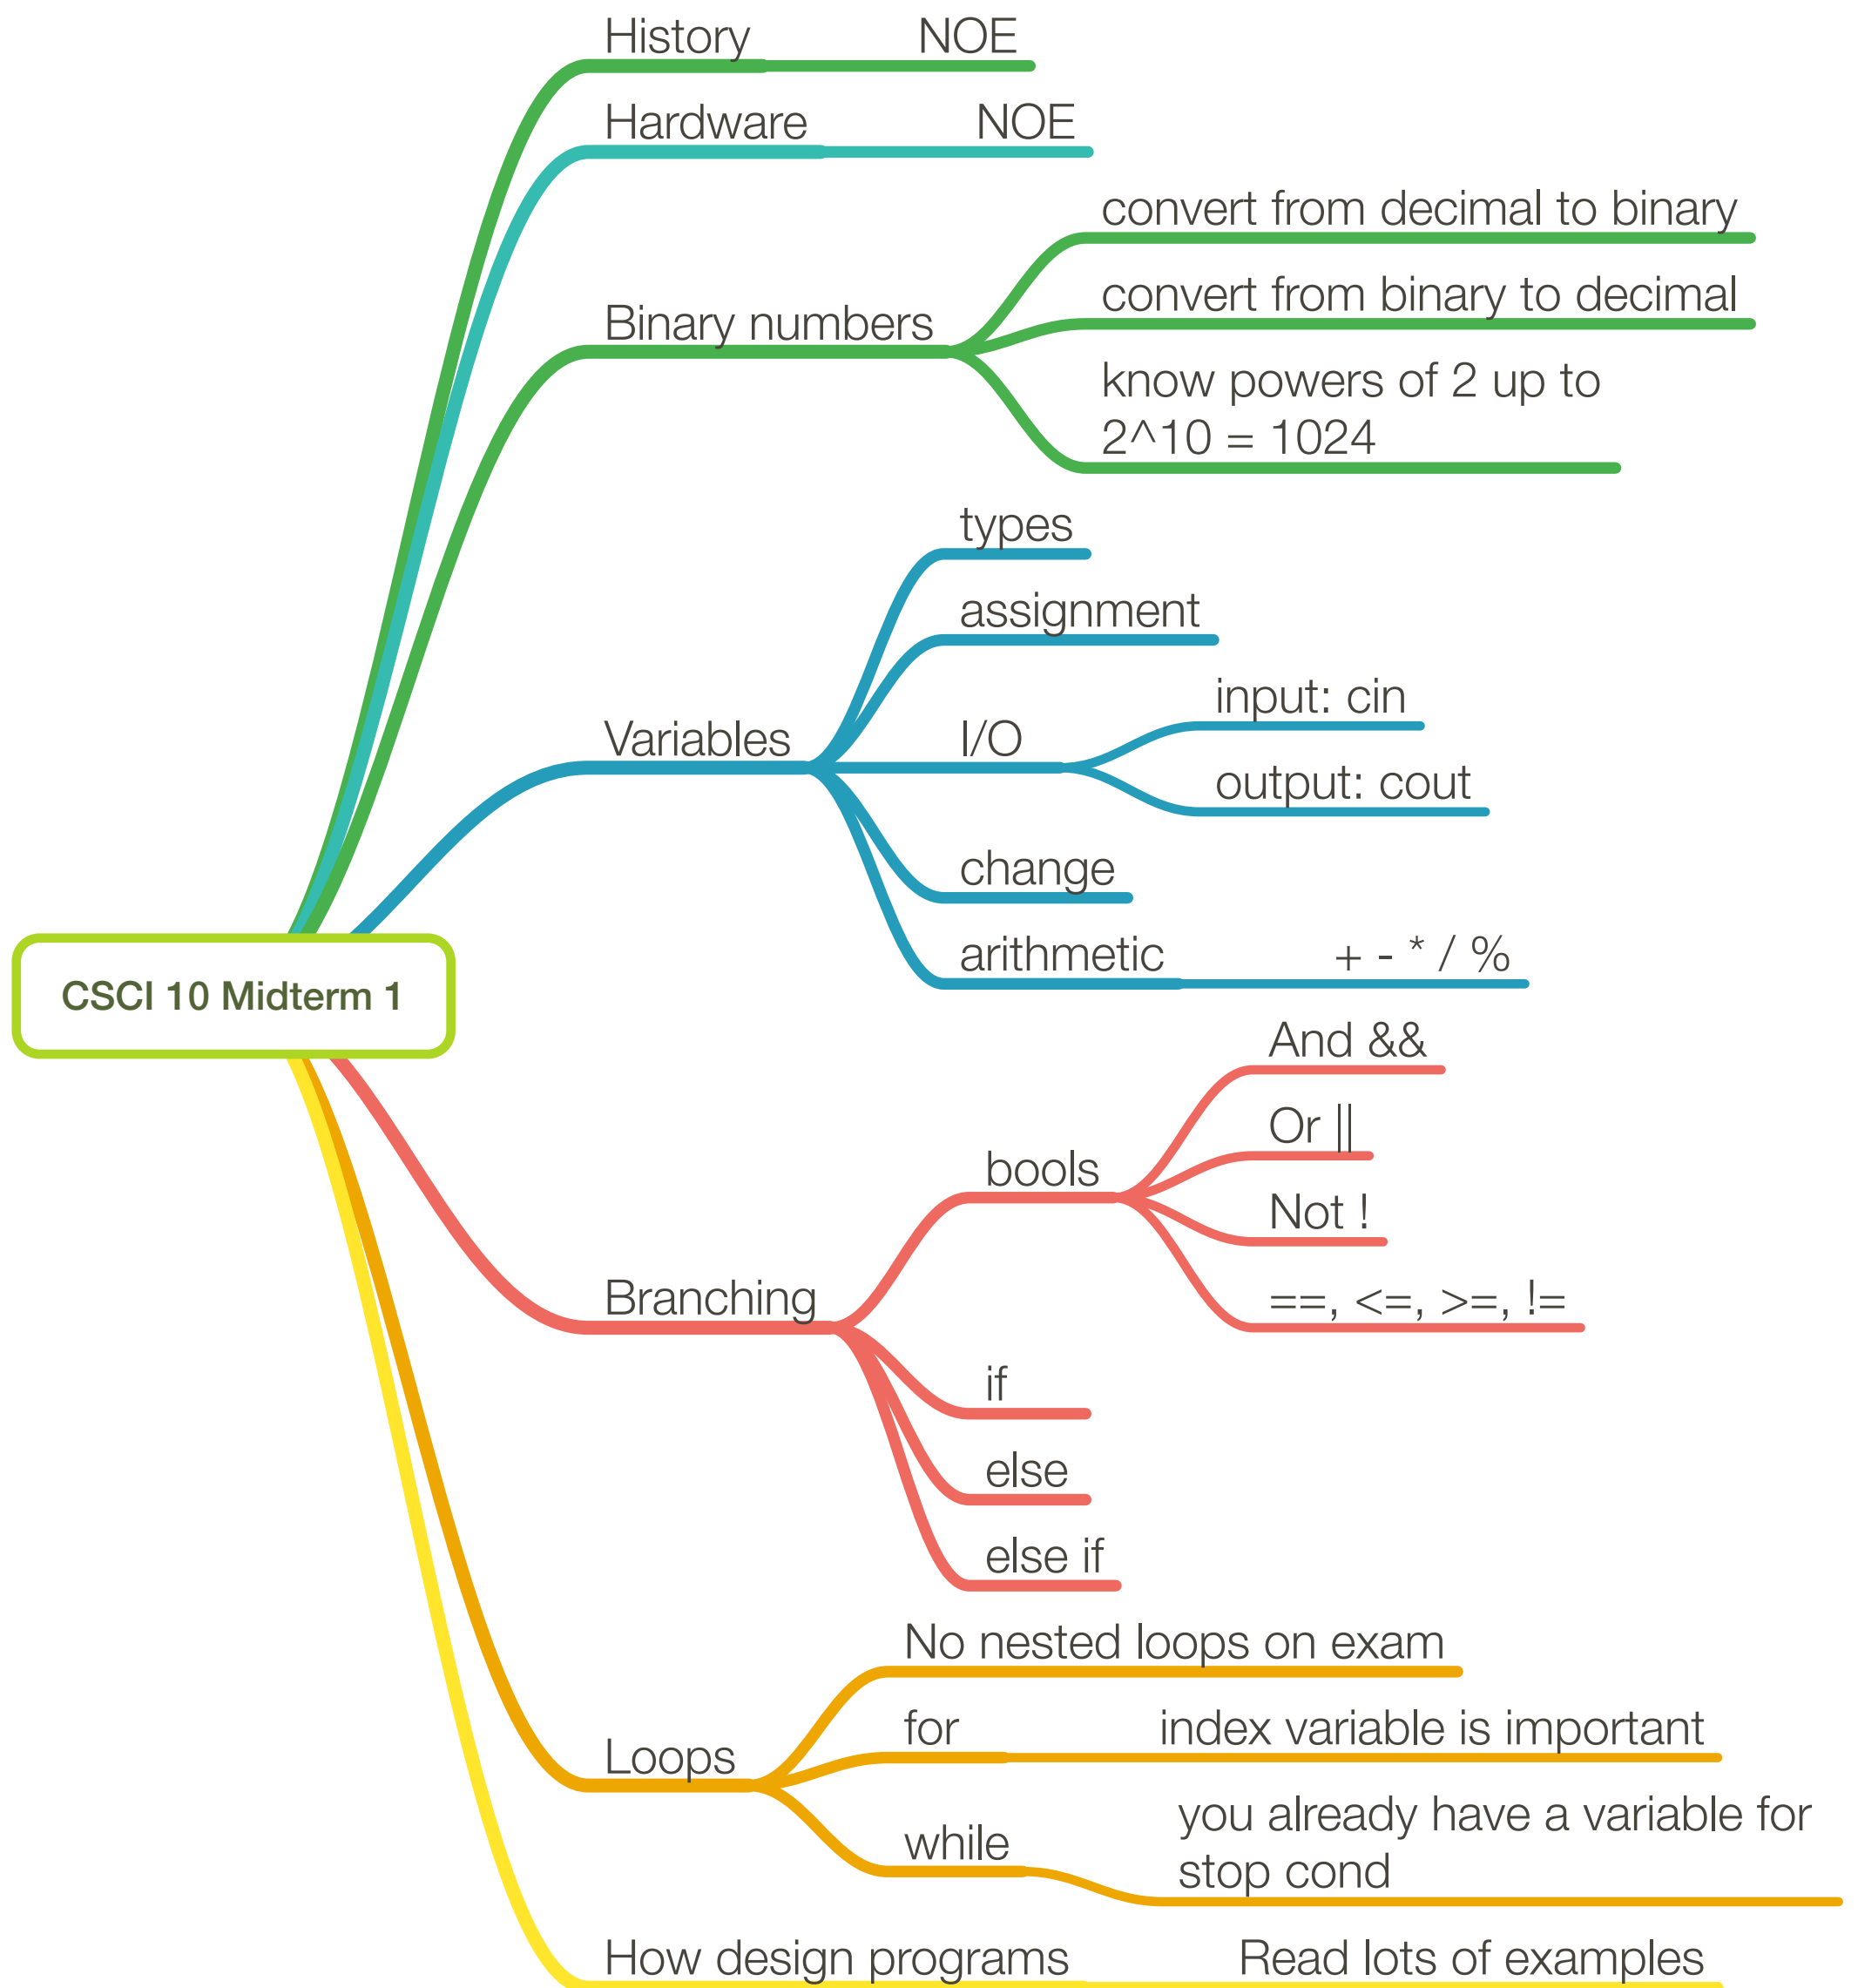 History NOE
Hardware NOE
convert from decimal to binary
convert from binary to decimal
Binary numbers
know powers of 2 up to
2^10 = 1024
types
assignment
input: cin
Variables I/O
output: cout
change
arithmetic + - * / %
CSCI 10 Midterm 1
And &&
Or ||
bools
Not !
Branching ==, <=, >=, !=
if
else
else if
No nested loops on exam
for index variable is important
Loops
you already have a variable for
while
stop cond
How design programs Read lots of examples